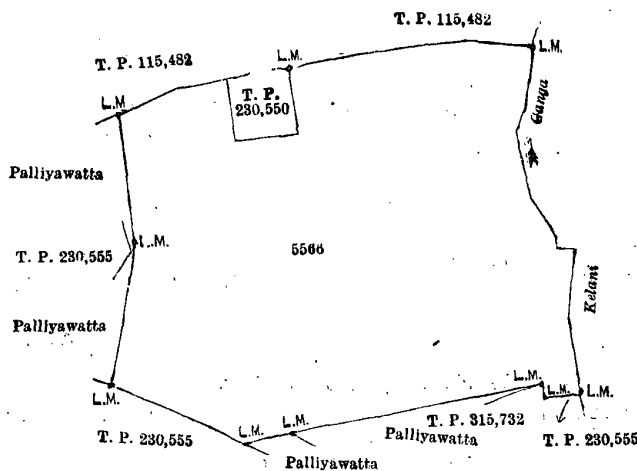 T. P. 115,482
L.M.
L.M.
T. P. 115,482
L.M.
T. P.
230,550
Ganga
Palliyawatta
L.M.
T. P. 230,555
5566
Kelani
Palliyawatta
L.M.
L.M.
L.M.
L.M.
T. P. 230,555
L.M.
L.M.
T. P. 315,732
Palliyawatta
T. P. 230,555
Palliyawatta